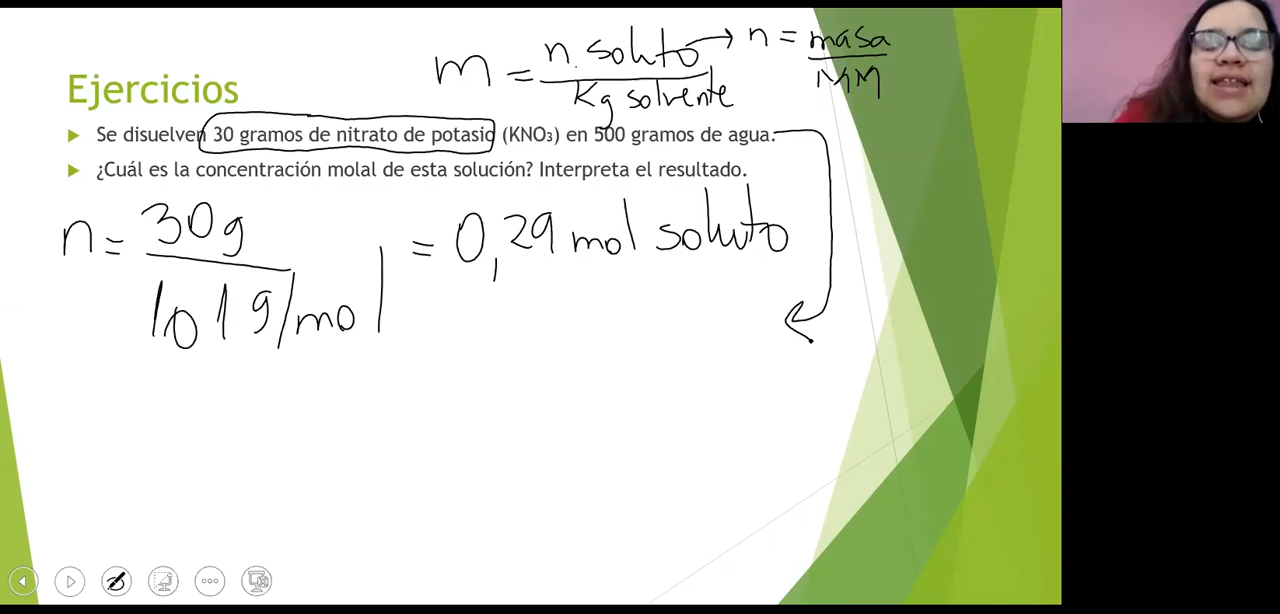 m = n. soluto / Kg solvente → n = masa / MM
Ejercicios
Se disuelven 30 gramos de nitrato de potasio (KNO₃) en 500 gramos de agua.
¿Cuál es la concentración molal de esta solución? Interpreta el resultado.
n = 30g / 101g/mol = 0,29 mol soluto